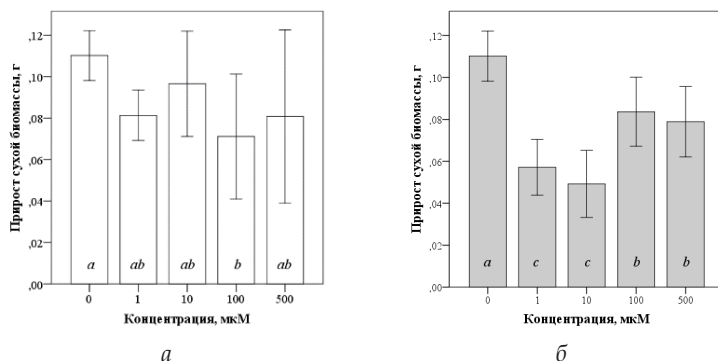 Прирост сухой биомассы, г
,12
,10
,08
,06
,04
,02
,00
a
ab
ab
b
ab
0
1
10
100
500
Концентрация, мкМ
а
Прирост сухой биомассы, г
,12
,10
,08
,06
,04
,02
,00
a
c
c
b
b
0
1
10
100
500
Концентрация, мкМ
б